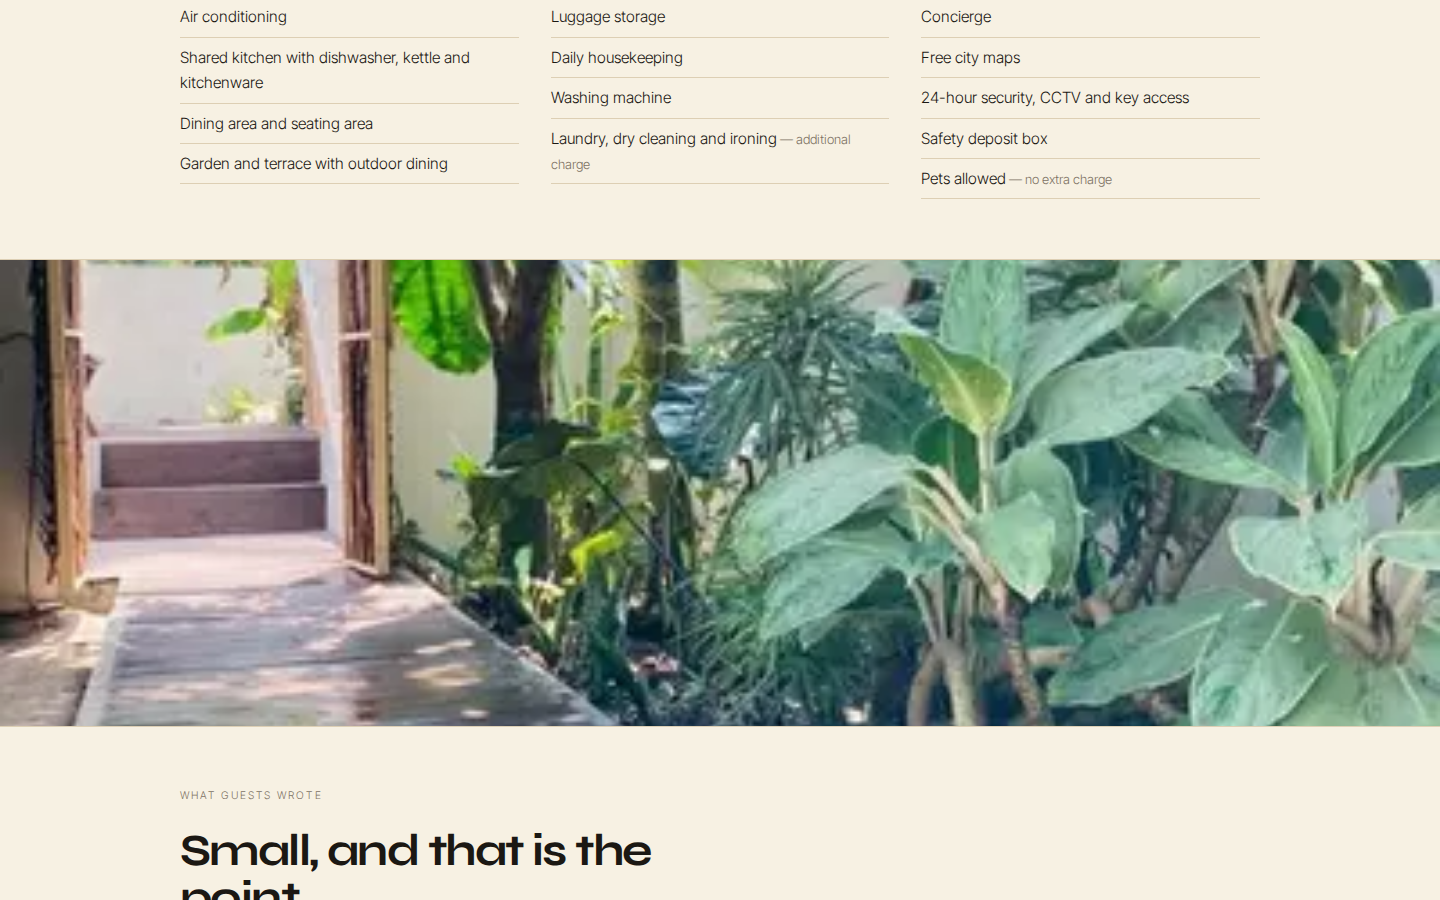 Air conditioning
Shared kitchen with dishwasher, kettle and
kitchenware
Dining area and seating area
Garden and terrace with outdoor dining
Luggage storage
Daily housekeeping
Washing machine
Laundry, dry cleaning and ironing — additional
charge
Concierge
Free city maps
24-hour security, CCTV and key access
Safety deposit box
Pets allowed — no extra charge
WHAT GUESTS WROTE
Small, and that is the
point.